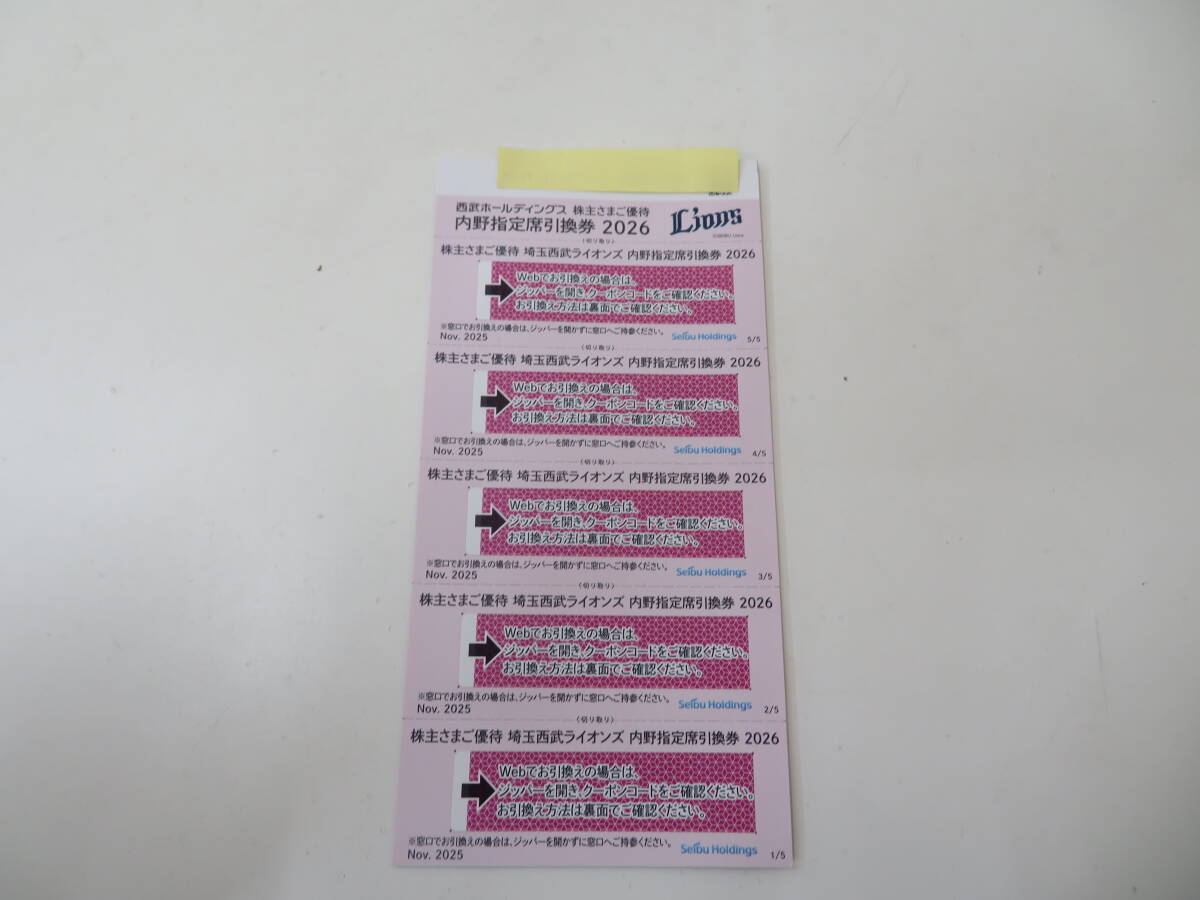 西武ホールディングス 株主さまご優待
内野指定席引換券 2026
Lions
(切り取り)
株主さまご優待 埼玉西武ライオンズ 内野指定席引換券 2026
Webでお引換えの場合は、
ジッパーを開き、クーポンコードをご確認ください。
お引換え方法は裏面でご確認ください。
※窓口でお引換えの場合は、ジッパーを開かずに窓口へご持参ください。
Nov. 2025 Seibu Holdings 5/5
(切り取り)
株主さまご優待 埼玉西武ライオンズ 内野指定席引換券 2026
Webでお引換えの場合は、
ジッパーを開き、クーポンコードをご確認ください。
お引換え方法は裏面でご確認ください。
※窓口でお引換えの場合は、ジッパーを開かずに窓口へご持参ください。
Nov. 2025 Seibu Holdings 4/5
(切り取り)
株主さまご優待 埼玉西武ライオンズ 内野指定席引換券 2026
Webでお引換えの場合は、
ジッパーを開き、クーポンコードをご確認ください。
お引換え方法は裏面でご確認ください。
※窓口でお引換えの場合は、ジッパーを開かずに窓口へご持参ください。
Nov. 2025 Seibu Holdings 3/5
(切り取り)
株主さまご優待 埼玉西武ライオンズ 内野指定席引換券 2026
Webでお引換えの場合は、
ジッパーを開き、クーポンコードをご確認ください。
お引換え方法は裏面でご確認ください。
※窓口でお引換えの場合は、ジッパーを開かずに窓口へご持参ください。
Nov. 2025 Seibu Holdings 2/5
(切り取り)
株主さまご優待 埼玉西武ライオンズ 内野指定席引換券 2026
Webでお引換えの場合は、
ジッパーを開き、クーポンコードをご確認ください。
お引換え方法は裏面でご確認ください。
※窓口でお引換えの場合は、ジッパーを開かずに窓口へご持参ください。
Nov. 2025 Seibu Holdings 1/5